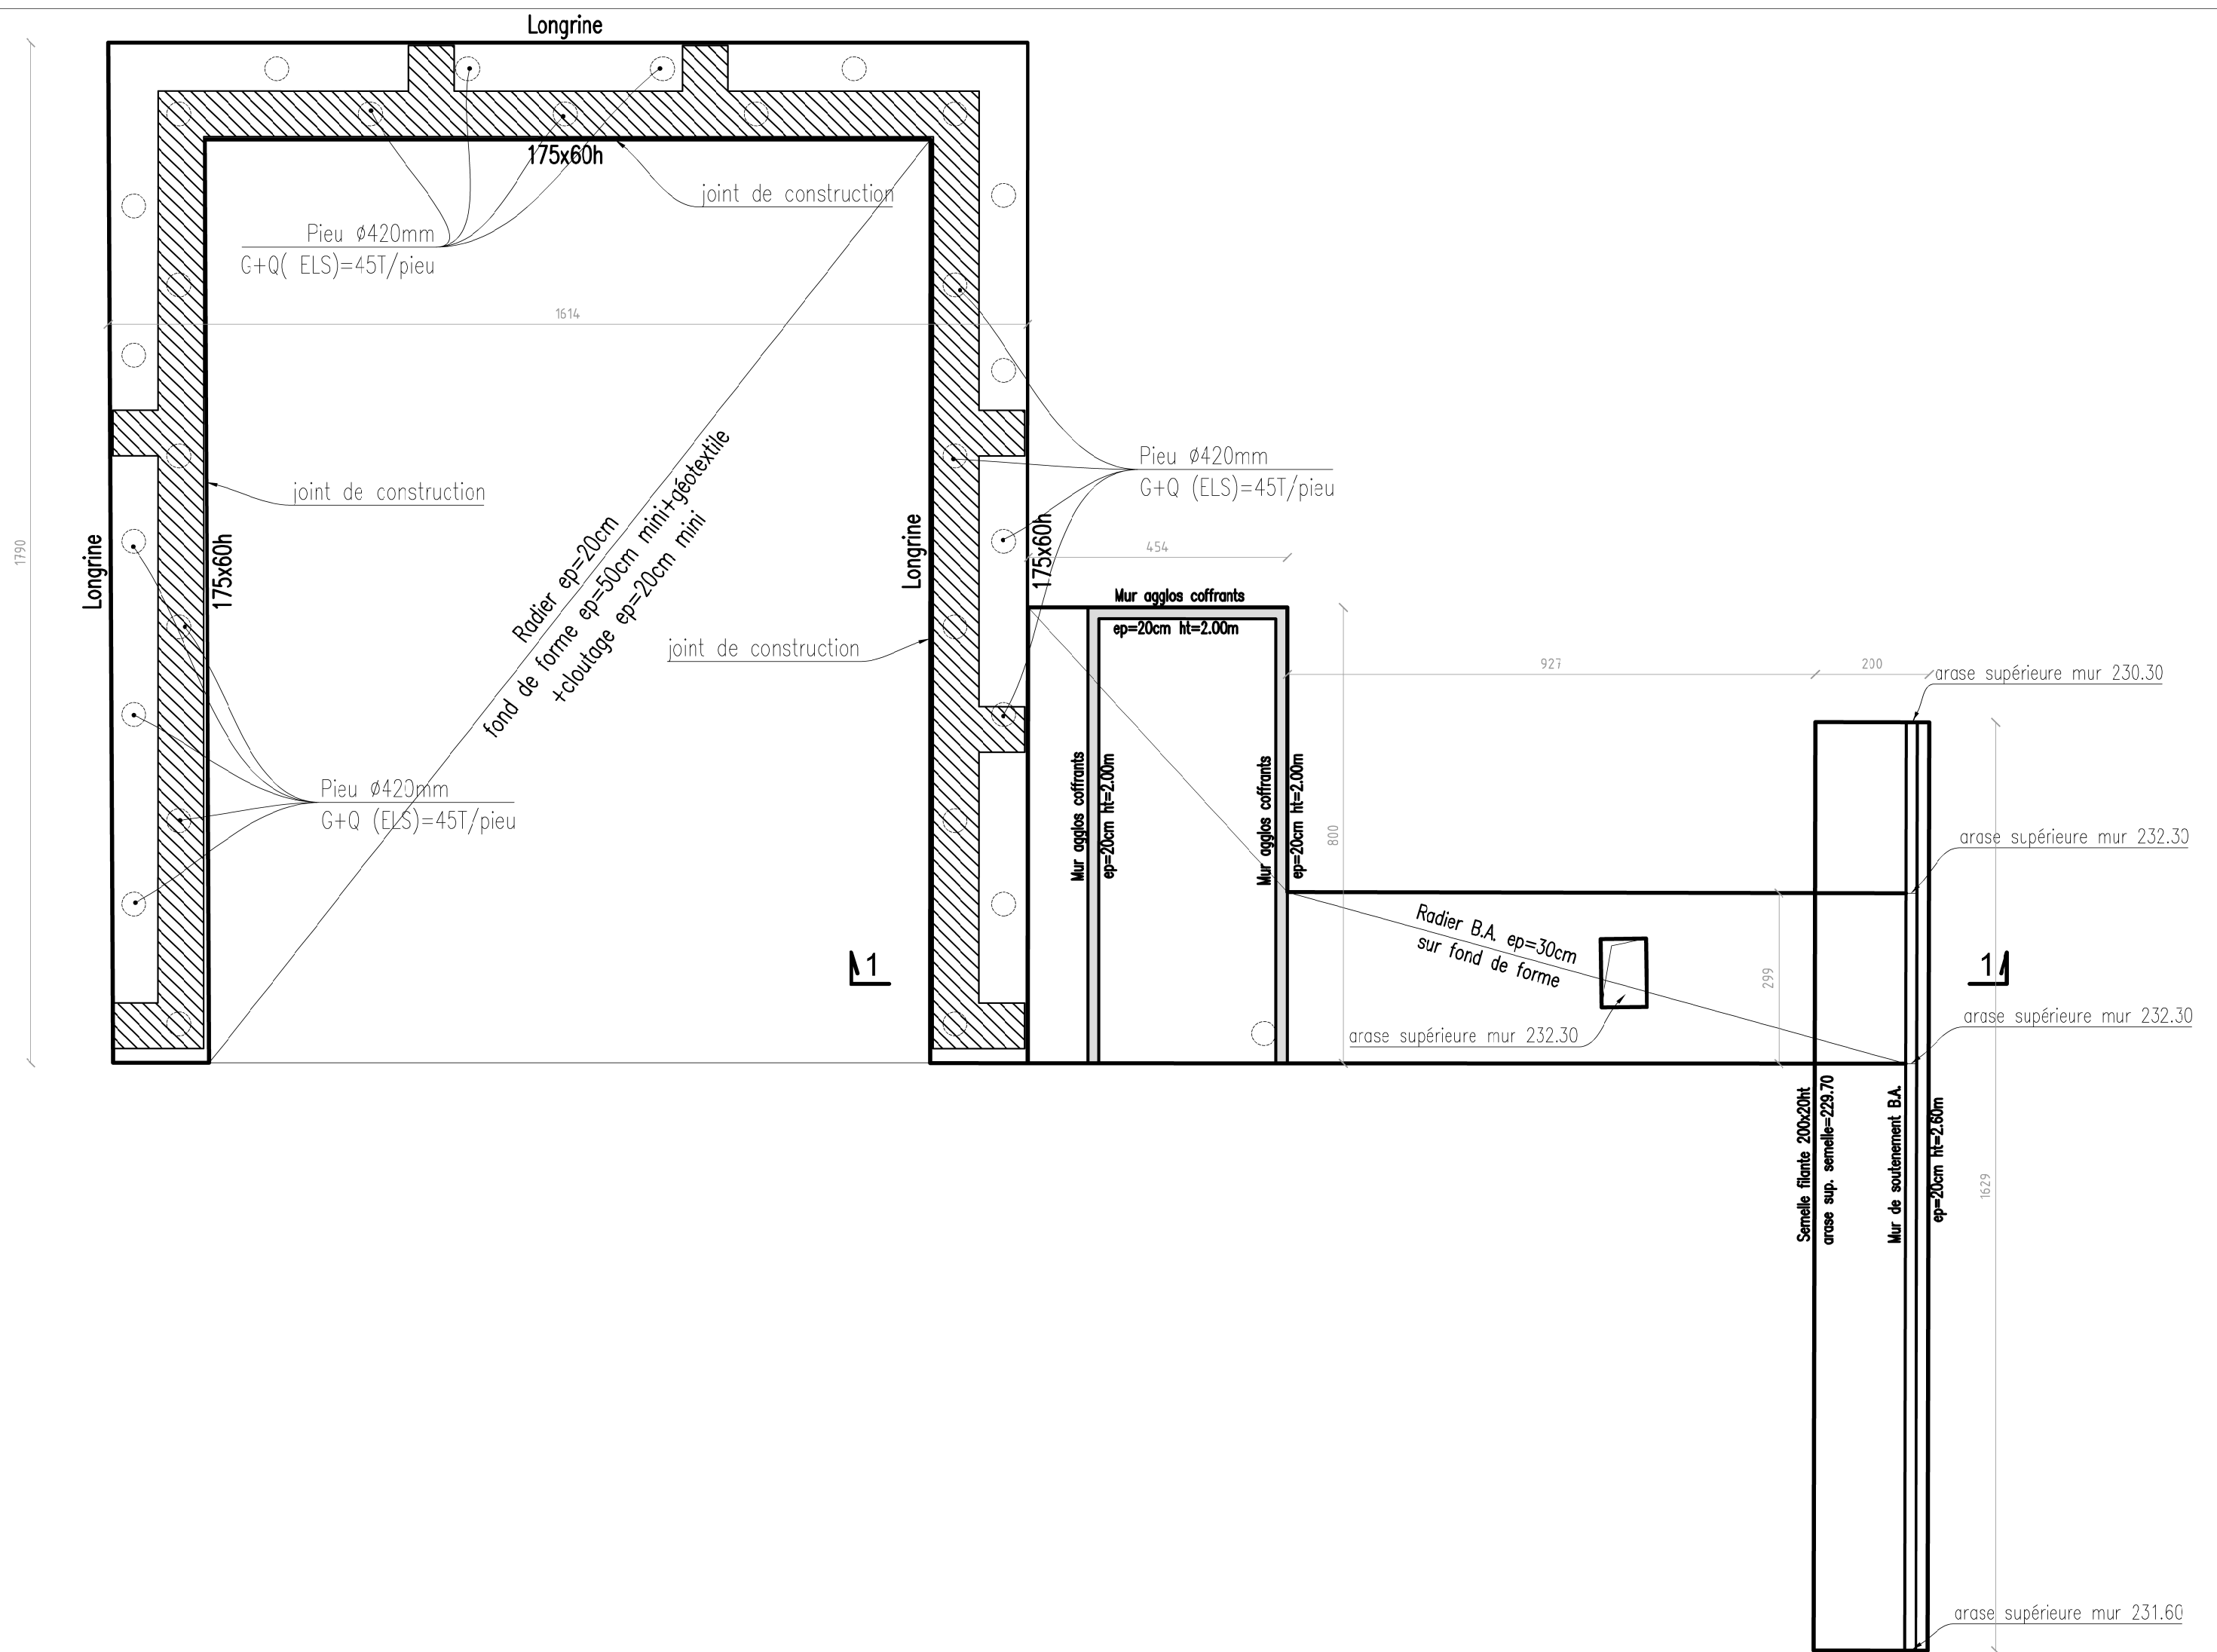 Longrine
175x60h
joint de construction
Pieu ø420mm
G+Q( ELS)=45T/pieu
1614
1790
Longrine
175x60h
joint de construction
Radier ep=20cm
fond de forme ep=50cm mini+géotextile
+cloutage ep=20cm mini
Pieu ø420mm
G+Q (ELS)=45T/pieu
Longrine
175x60h
joint de construction
Pieu ø420mm
G+Q (ELS)=45T/pieu
454
Mur agglos coffrants
ep=20cm ht=2.00m
Mur agglos coffrants
ep=20cm ht=2.00m
Mur agglos coffrants
ep=20cm ht=2.00m
800
927
200
arase supérieure mur 230.30
arase supérieure mur 232.30
Radier B.A. ep=30cm
sur fond de forme
299
1
1
arase supérieure mur 232.30
arase supérieure mur 232.30
Semelle filante 200x20ht
arase sup. semelle=229.70
Mur de soutenement B.A.
ep=20cm ht=2.60m
1629
arase supérieure mur 231.60